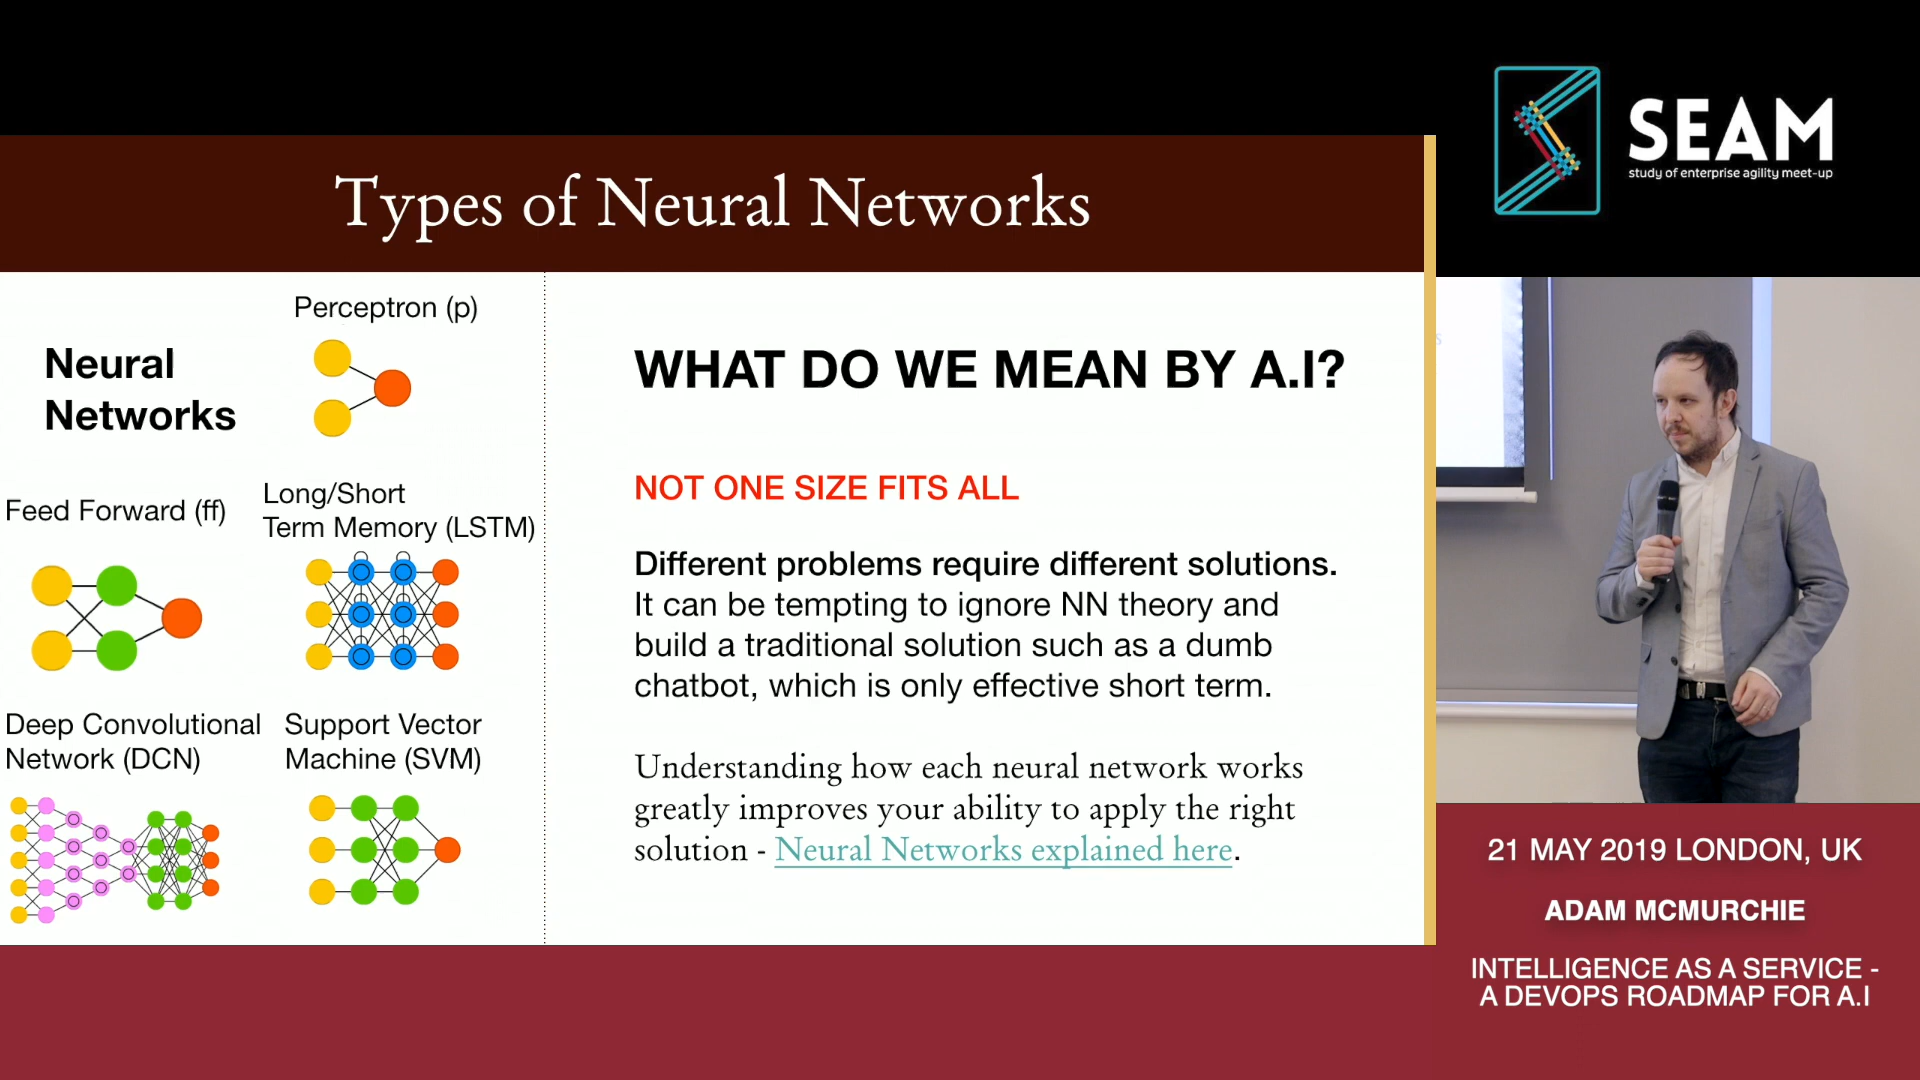 Types of Neural Networks
Neural
Networks
Perceptron (p)
Feed Forward (ff)
Long/Short
Term Memory (LSTM)
Deep Convolutional
Network (DCN)
Support Vector
Machine (SVM)
WHAT DO WE MEAN BY A.I?
NOT ONE SIZE FITS ALL
Different problems require different solutions.
It can be tempting to ignore NN theory and
build a traditional solution such as a dumb
chatbot, which is only effective short term.
Understanding how each neural network works
greatly improves your ability to apply the right
solution - Neural Networks explained here.
SEAM
study of enterprise agility meet-up
21 MAY 2019 LONDON, UK
ADAM MCMURCHIE
INTELLIGENCE AS A SERVICE -
A DEVOPS ROADMAP FOR A.I